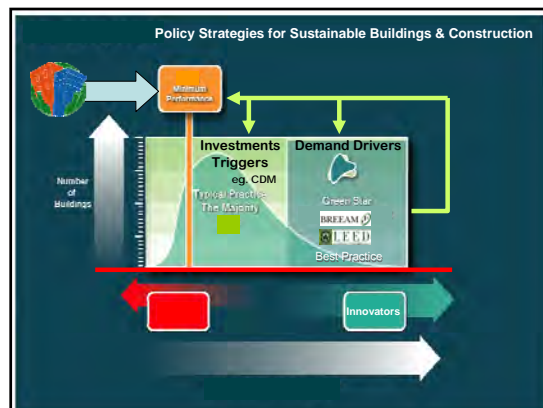 Policy Strategies for Sustainable Buildings & Construction
Minimum
Performance
Investments
Triggers
eg. CDM
Demand Drivers
Number
of
Buildings
Typical Practice
The Majority
Green Star
BREEAM
LEED
Best Practice
Innovators